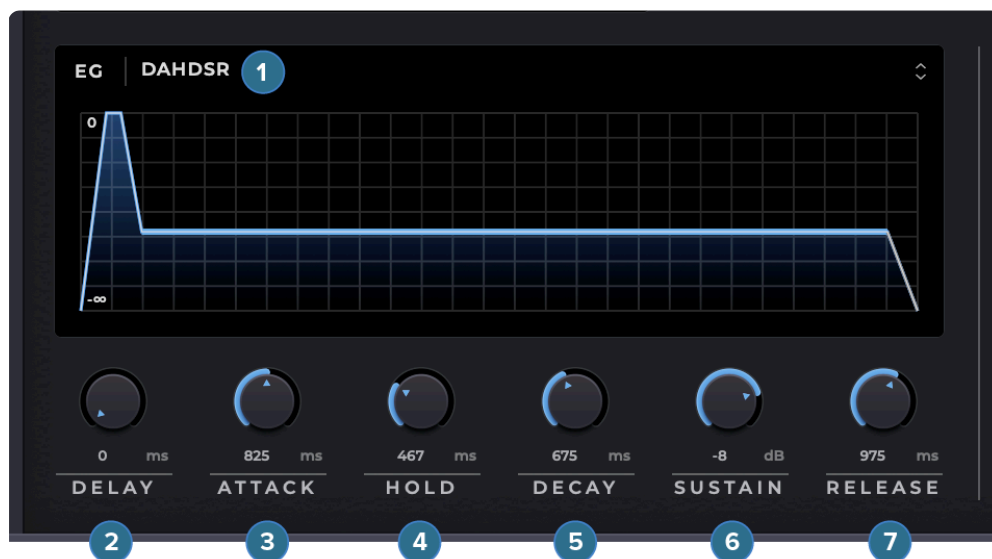 EG DAHDSR 1
0
-∞
0 ms 825 ms 467 ms 675 ms -8 dB 975 ms
DELAY ATTACK HOLD DECAY SUSTAIN RELEASE
2 3 4 5 6 7